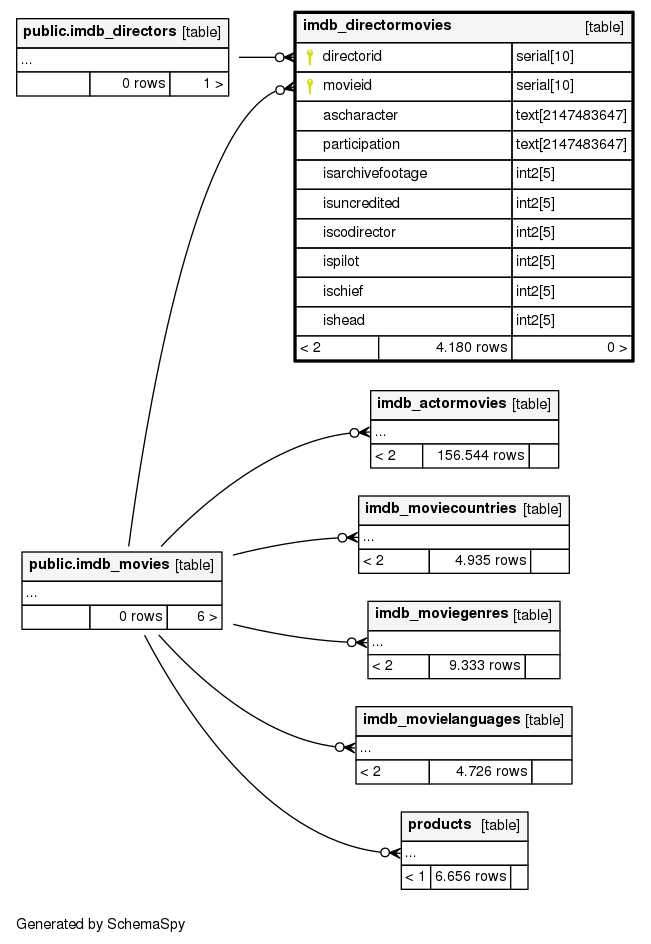 public.imdb_directors [table]
...
0 rows 1 >
imdb_directormovies [table]
directorid serial[10]
movieid serial[10]
ascharacter text[2147483647]
participation text[2147483647]
isarchivefootage int2[5]
isuncredited int2[5]
iscodirector int2[5]
ispilot int2[5]
ischief int2[5]
ishead int2[5]
< 2 4.180 rows 0 >
imdb_actormovies [table]
...
< 2 156.544 rows
imdb_moviecountries [table]
...
< 2 4.935 rows
public.imdb_movies [table]
...
0 rows 6 >
imdb_moviegenres [table]
...
< 2 9.333 rows
imdb_movielanguages [table]
...
< 2 4.726 rows
products [table]
...
< 1 6.656 rows
Generated by SchemaSpy